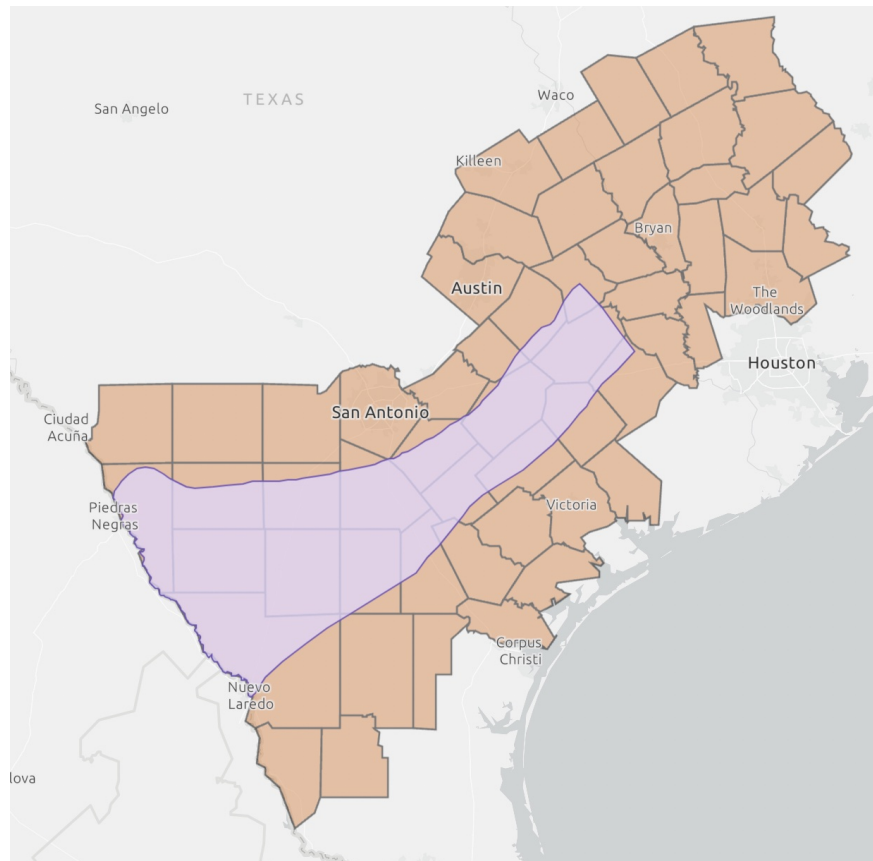 Waco
San Angelo
TEXAS
Killeen
Bryan
Austin
The
Woodlands
Houston
San Antonio
Ciudad
Acuña
Piedras
Negras
Victoria
Corpus
Christi
Nuevo
Laredo
lova